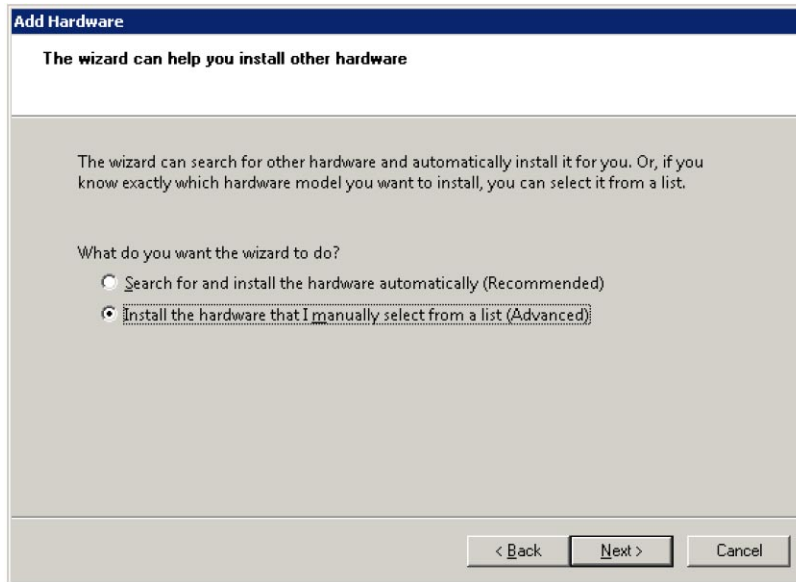 Add Hardware
The wizard can help you install other hardware
The wizard can search for other hardware and automatically install it for you. Or, if you
know exactly which hardware model you want to install, you can select it from a list.
What do you want the wizard to do?
Search for and install the hardware automatically (Recommended)
Install the hardware that I manually select from a list (Advanced)
< Back Next > Cancel